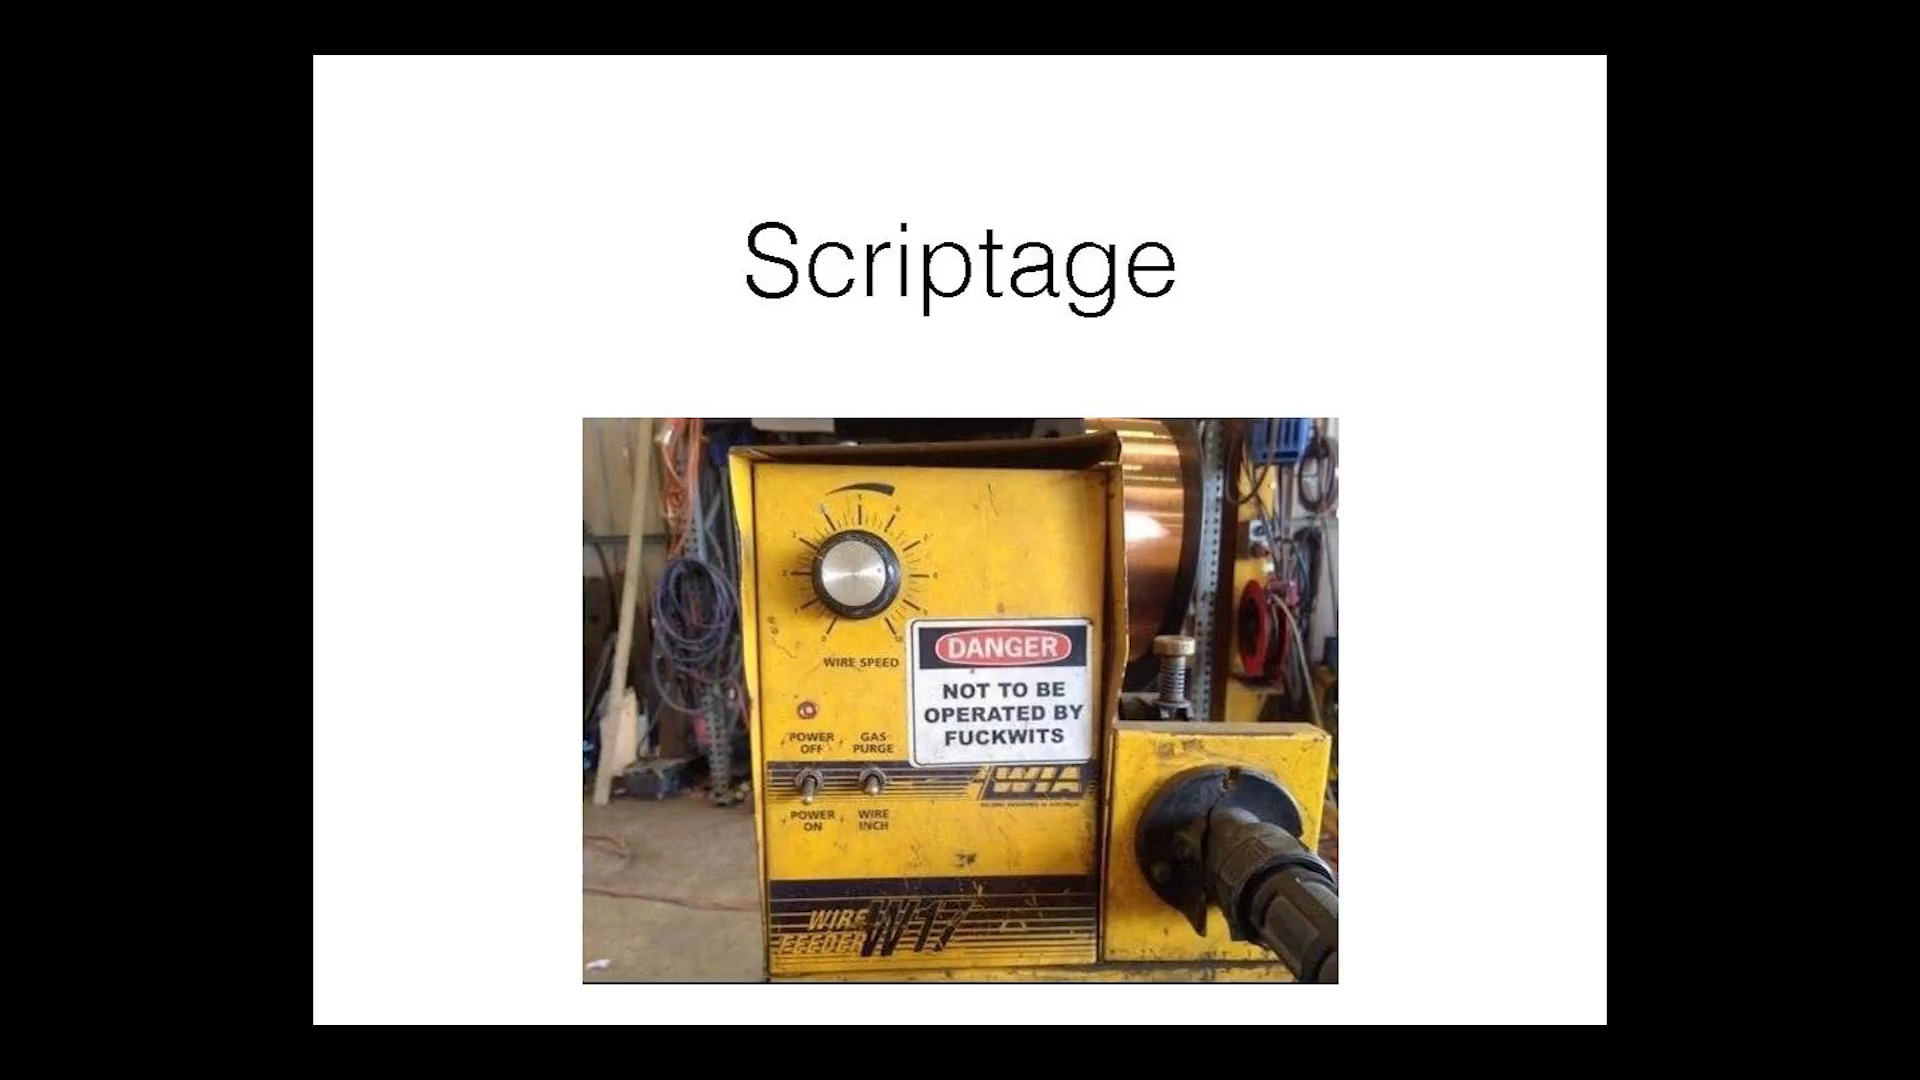 Scriptage
WIRE SPEED
DANGER
NOT TO BE
OPERATED BY
FUCKWITS
POWER
OFF
GAS
PURGE
WIA
POWER
ON
WIRE
INCH
WIRE
FEEDER
W17